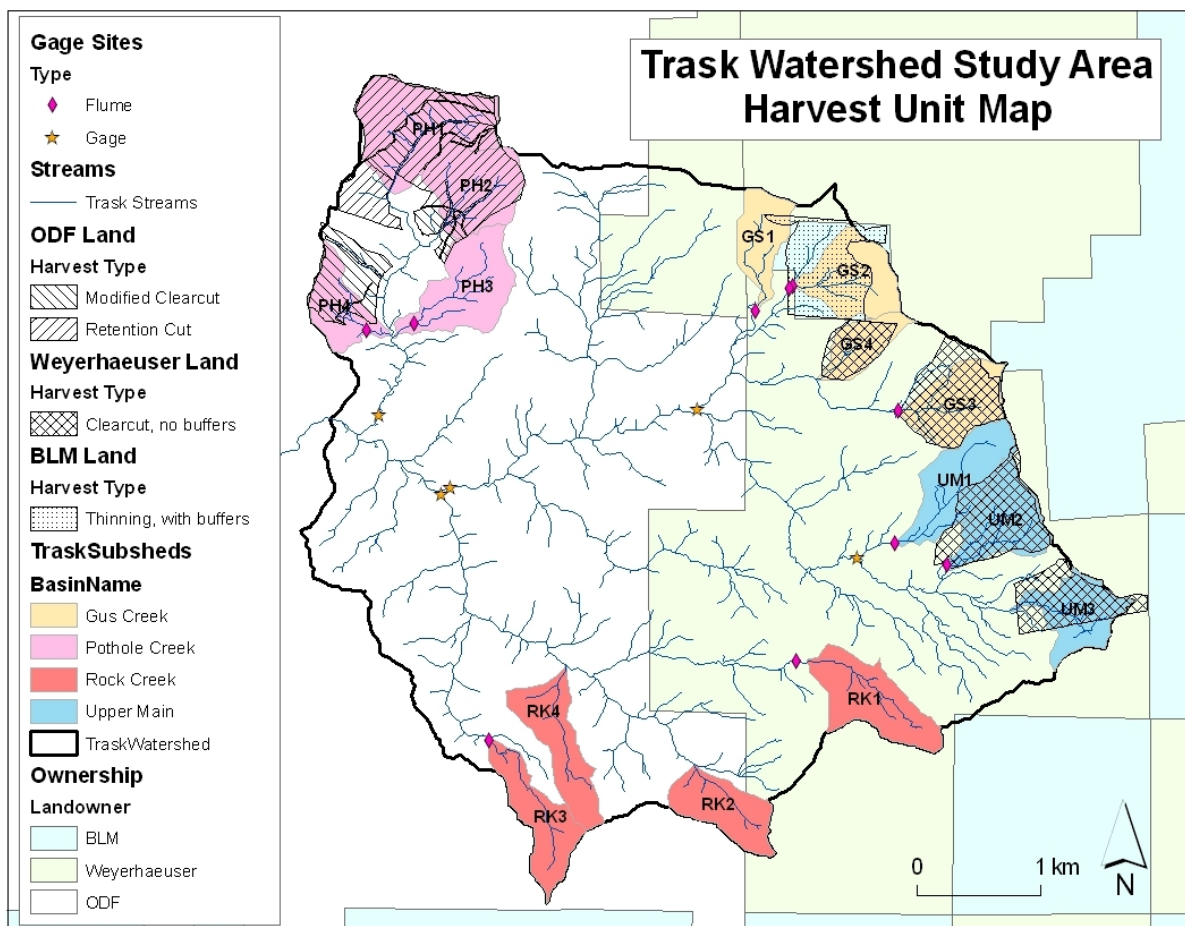 Gage Sites
Type
Flume
Gage
Streams
Trask Streams
ODF Land
Harvest Type
Modified Clearcut
Retention Cut
Weyerhaeuser Land
Harvest Type
Clearcut, no buffers
BLM Land
Harvest Type
Thinning, with buffers
TraskSubsheds
BasinName
Gus Creek
Pothole Creek
Rock Creek
Upper Main
TraskWatershed
Ownership
Landowner
BLM
Weyerhaeuser
ODF
Trask Watershed Study Area
Harvest Unit Map
PH1
PH2
GS1
GS2
PH3
PH4
GS4
GS3
UM1
UM2
UM3
RK1
RK4
RK2
RK3
0 1 km
N